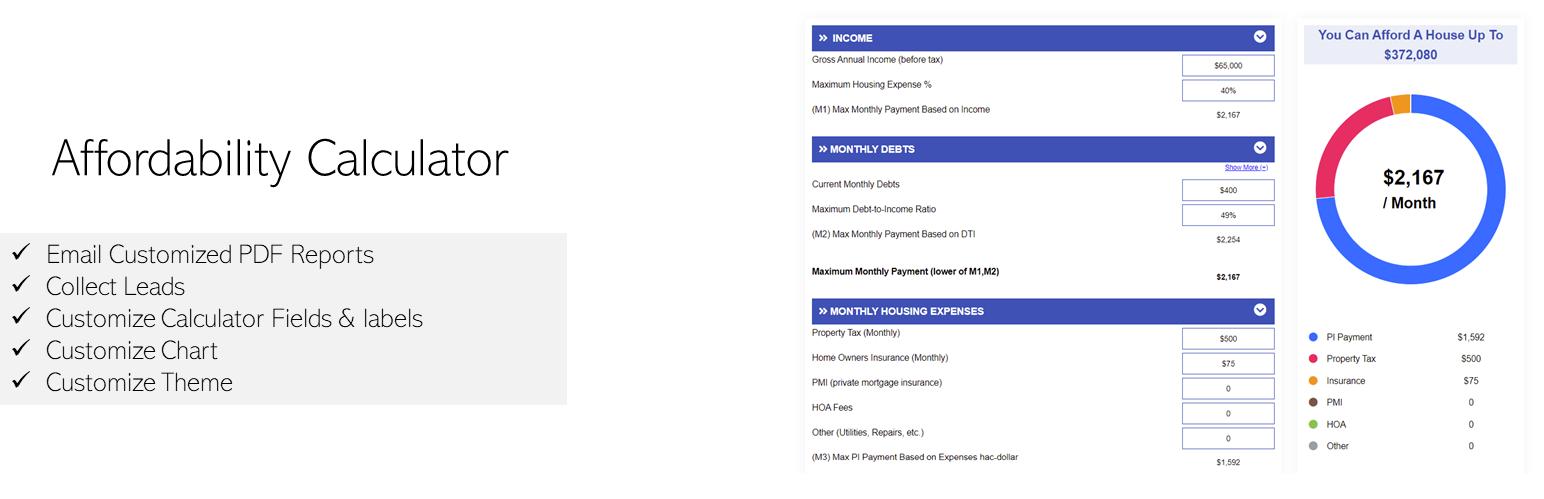 Affordability Calculator
Email Customized PDF Reports
Collect Leads
Customize Calculator Fields & labels
Customize Chart
Customize Theme
INCOME
Gross Annual Income (before tax) $65,000
Maximum Housing Expense % 40%
(M1) Max Monthly Payment Based on Income $2,167
MONTHLY DEBTS
Show More (+)
Current Monthly Debts $400
Maximum Debt-to-Income Ratio 49%
(M2) Max Monthly Payment Based on DTI $2,254
Maximum Monthly Payment (lower of M1,M2) $2,167
MONTHLY HOUSING EXPENSES
Property Tax (Monthly) $500
Home Owners Insurance (Monthly) $75
PMI (private mortgage insurance) 0
HOA Fees 0
Other (Utilities, Repairs, etc.) 0
(M3) Max PI Payment Based on Expenses hac-dollar $1,592
You Can Afford A House Up To
$372,080
$2,167
/ Month
PI Payment $1,592
Property Tax $500
Insurance $75
PMI 0
HOA 0
Other 0